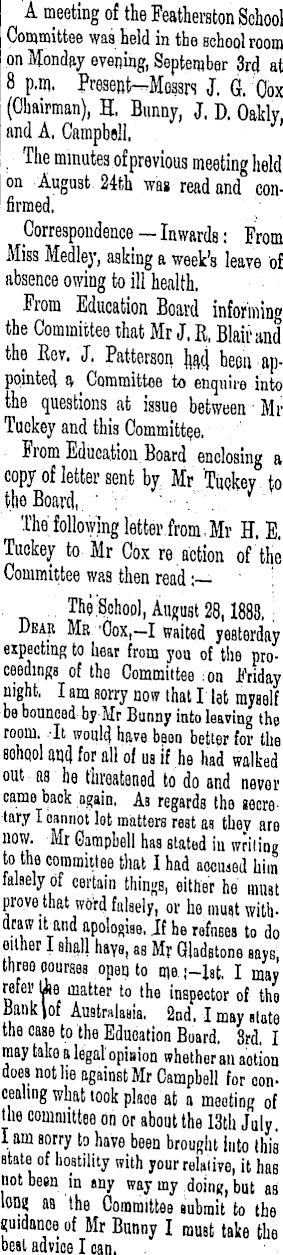 A meeting of the Featherston School
Committee was held in the school room
on Monday evening, September 3rd at
8 p.m. Present—Messrs J. G. Cox
(Chairman), H. Bunny, J. D. Oakly,
and A. Campbell.
The minutes of previous meeting held
on August 24th was read and con-
firmed.
Correspondence — Inwards: From
Miss Medley, asking a week's leave of
absence owing to ill health.
From Education Board informing
the Committee that Mr J. R. Blair and
the Rev. J. Patterson had been ap-
pointed a Committee to enquire into
the questions at issue between Mr
Tuckey and this Committee.
From Education Board enclosing a
copy of letter sent by Mr Tuckey to
the Board.
The following letter from Mr H. E.
Tuckey to Mr Cox re action of the
Committee was then read :—
The School, August 28, 1883.
DEAR MR COX,—I waited yesterday
expecting to hear from you of the pro-
ceedings of the Committee on Friday
night. I am sorry now that I let myself
be bounced by Mr Bunny into leaving the
room. It would have been better for the
school and for all of us if he had walked
out as he threatened to do and never
came back again. As regards the secre-
tary I cannot let matters rest as they are
now. Mr Campbell has stated in writing
to the committee that I had accused him
falsely of certain things, either he must
prove that word falsely, or he must with-
draw it and apologise. If he refuses to do
either I shall have, as Mr Gladstone says,
three courses open to me :—1st. I may
refer the matter to the inspector of the
Bank of Australasia. 2nd. I may state
the case to the Education Board. 3rd. I
may take a legal opinion whether an action
does not lie against Mr Campbell for con-
cealing what took place at a meeting of
the committee on or about the 13th July.
I am sorry to have been brought into this
state of hostility with your relative, it has
not been in any way my doing, but as
long as the Committee submit to the
guidance of Mr Bunny I must take the
best advice I can.